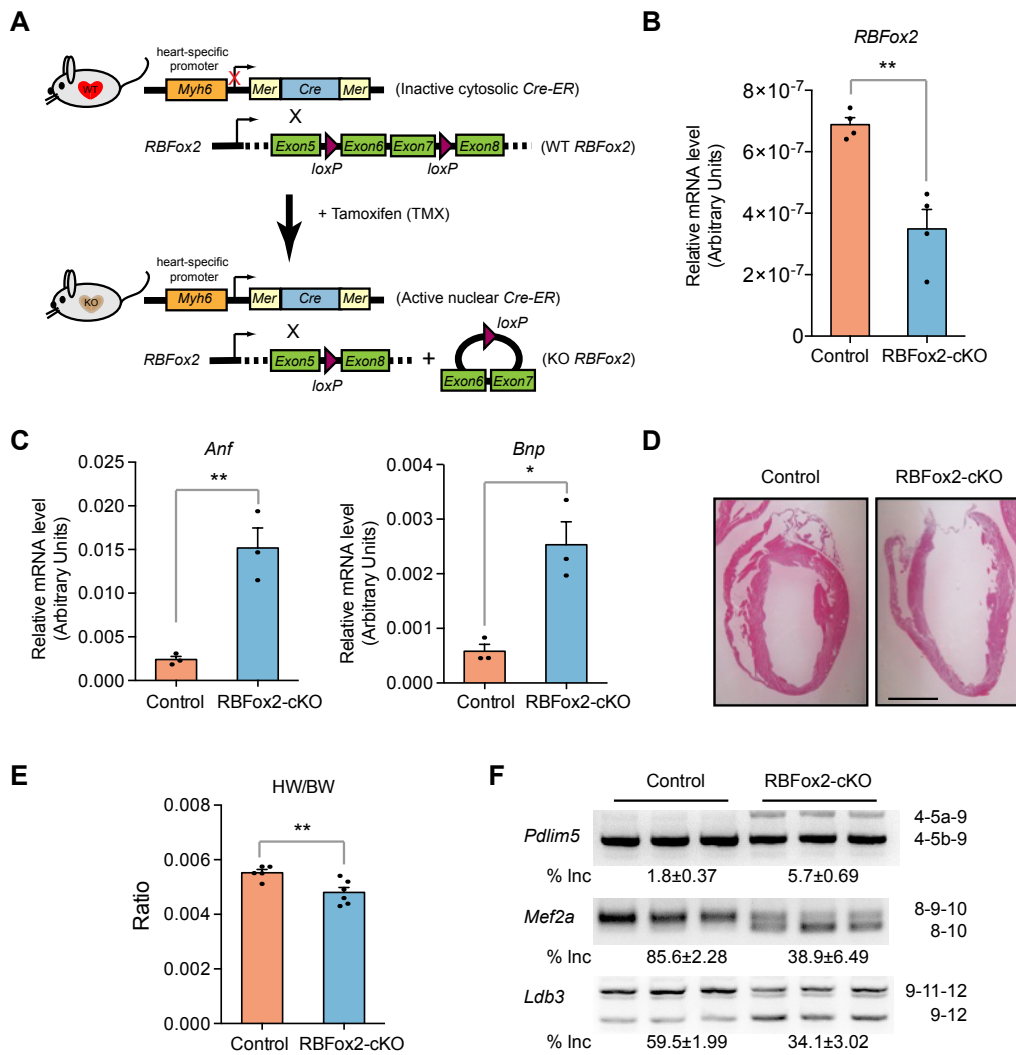 A
heart-specific
promoter
WT
X
Myh6
Mer
Cre
Mer
(Inactive cytosolic Cre-ER)
X
RBFox2
Exon5
Exon6
Exon7
Exon8
(WT RBFox2)
loxP
loxP
+ Tamoxifen (TMX)
heart-specific
promoter
KO
Myh6
Mer
Cre
Mer
(Active nuclear Cre-ER)
X
loxP
RBFox2
Exon5
Exon8
+
(KO RBFox2)
loxP
Exon6
Exon7
B
RBFox2
**
Relative mRNA level
(Arbitrary Units)
8×10⁻⁷
6×10⁻⁷
4×10⁻⁷
2×10⁻⁷
0
Control
RBFox2-cKO
C
Anf
**
Relative mRNA level
(Arbitrary Units)
0.025
0.020
0.015
0.010
0.005
0.000
Control
RBFox2-cKO
Bnp
*
Relative mRNA level
(Arbitrary Units)
0.004
0.003
0.002
0.001
0.000
Control
RBFox2-cKO
D
Control
RBFox2-cKO
E
HW/BW
**
Ratio
0.008
0.006
0.004
0.002
0.000
Control
RBFox2-cKO
F
Control
RBFox2-cKO
Pdlim5
4-5a-9
4-5b-9
% Inc
1.8±0.37
5.7±0.69
Mef2a
8-9-10
8-10
% Inc
85.6±2.28
38.9±6.49
Ldb3
9-11-12
9-12
% Inc
59.5±1.99
34.1±3.02